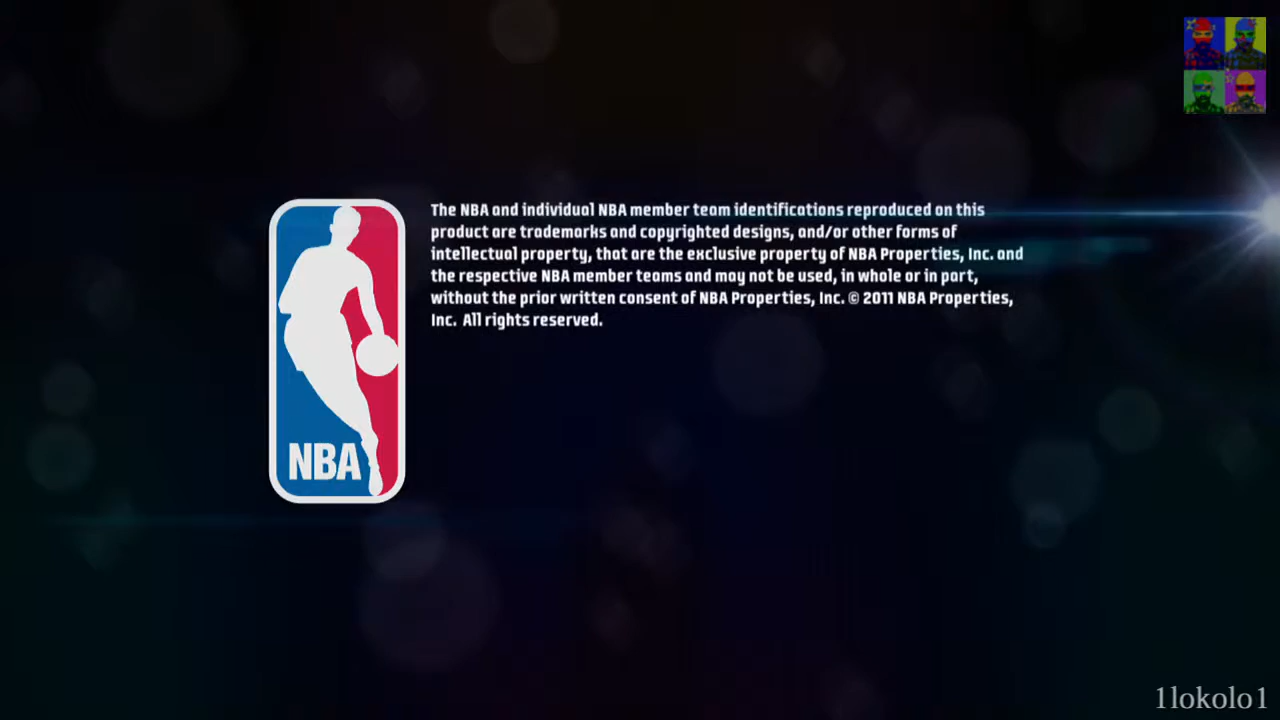 The NBA and individual NBA member team identifications reproduced on this
product are trademarks and copyrighted designs, and/or other forms of
intellectual property, that are the exclusive property of NBA Properties, Inc. and
the respective NBA member teams and may not be used, in whole or in part,
without the prior written consent of NBA Properties, Inc. © 2011 NBA Properties,
Inc. All rights reserved.
NBA
1lokolo1